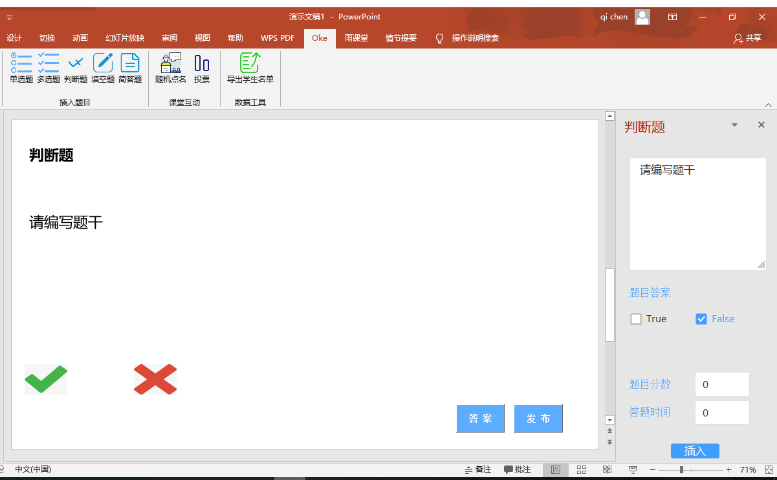 演示文稿1 - PowerPoint
qi chen
设计 切换 动画 幻灯片放映 审阅 视图 帮助 WPS PDF Oke 雨课堂 情节提要 操作说明搜索 共享
单选题 多选题 判断题 填空题 简答题 随机点名 投票 导出学生名单
插入题目 课堂互动 数据工具
判断题
请编写题干
答案 发布
判断题
请编写题干
题目答案
True False
题目分数 0
答题时间 0
插入
中文(中国) 备注 批注 71%